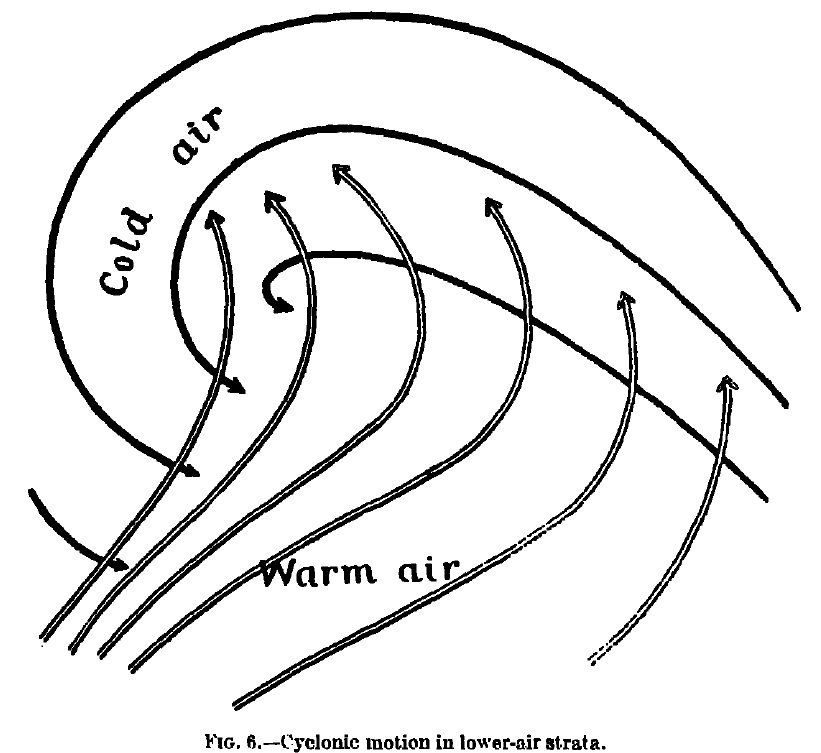 Cold air
Warm air
FIG. 6.—Cyclonic motion in lower-air strata.